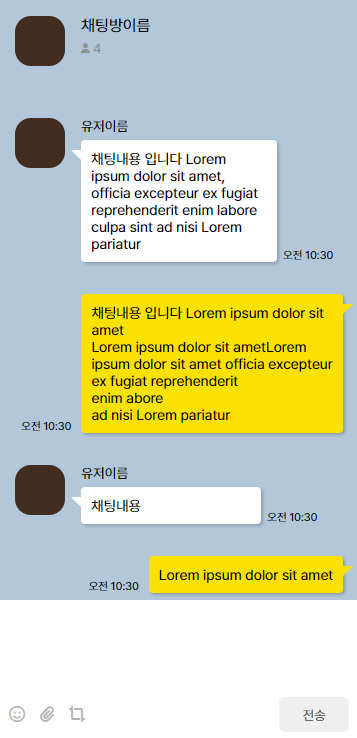 채팅방이름
4
유저이름
채팅내용 입니다 Lorem
ipsum dolor sit amet,
officia excepteur ex fugiat
reprehenderit enim labore
culpa sint ad nisi Lorem
pariatur
오전 10:30
채팅내용 입니다 Lorem ipsum dolor sit
amet
Lorem ipsum dolor sit ametLorem
ipsum dolor sit amet officia excepteur
ex fugiat reprehenderit
enim abore
ad nisi Lorem pariatur
오전 10:30
유저이름
채팅내용
오전 10:30
Lorem ipsum dolor sit amet
오전 10:30
전송